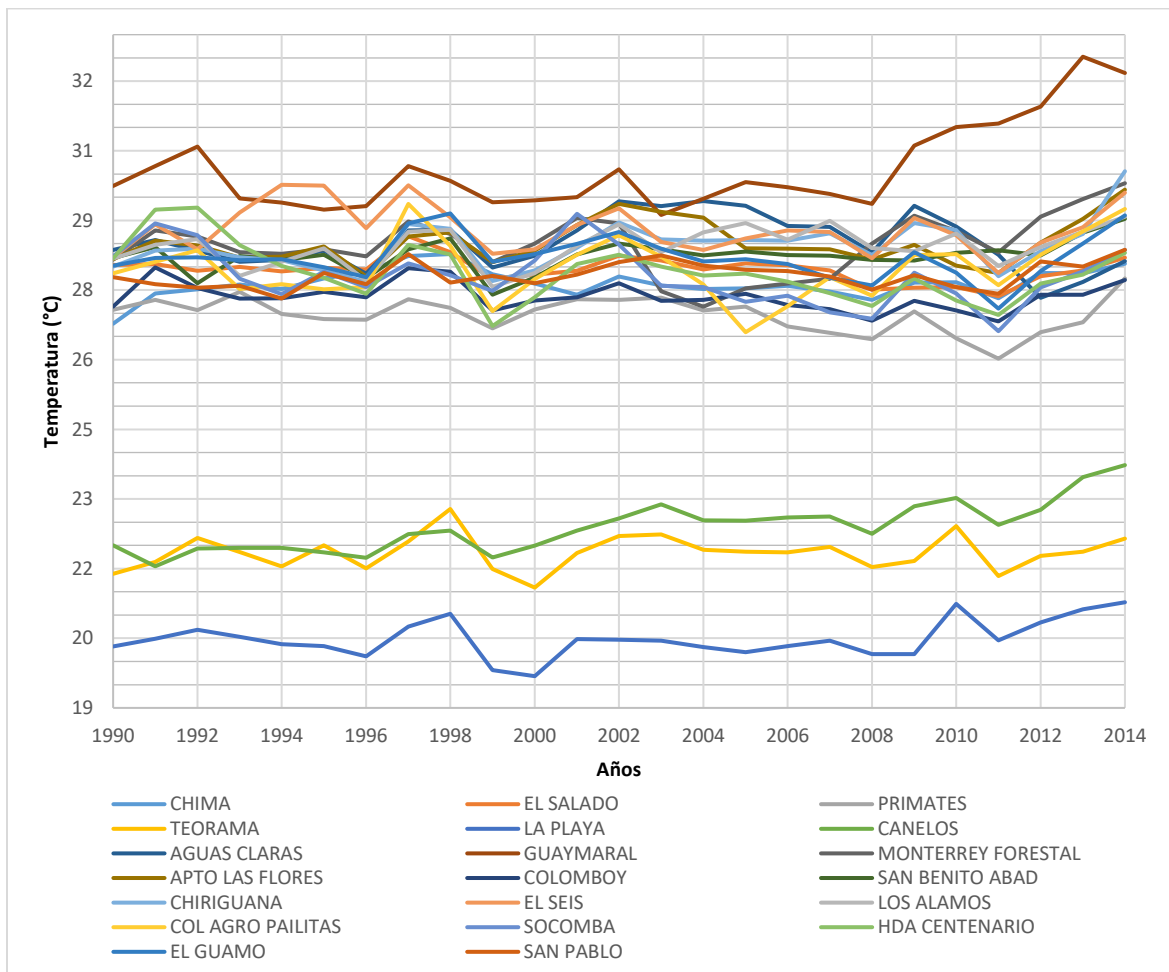 Temperatura (°C)
32
31
29
28
26
25
23
22
20
19
1990 1992 1994 1996 1998 2000 2002 2004 2006 2008 2010 2012 2014
Años
CHIMA EL SALADO PRIMATES
TEORAMA LA PLAYA CANELOS
AGUAS CLARAS GUAYMARAL MONTERREY FORESTAL
APTO LAS FLORES COLOMBOY SAN BENITO ABAD
CHIRIGUANA EL SEIS LOS ALAMOS
COL AGRO PAILITAS SOCOMBA HDA CENTENARIO
EL GUAMO SAN PABLO